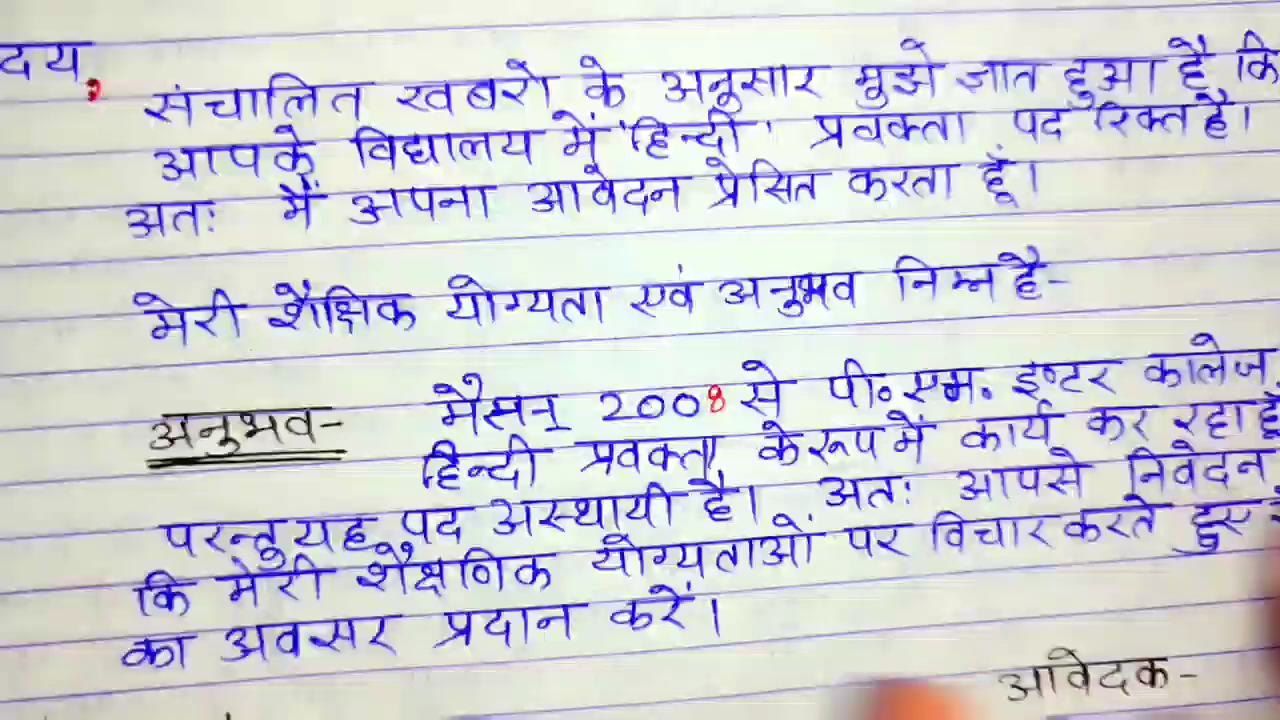 दय,
संचालित खबरो के अनुसार मुझे ज्ञात हुआ है कि
आपके विद्यालय में 'हिन्दी' प्रवक्ता पद रिक्त है।
अतः मैं अपना आवेदन प्रेसित करता हूँ।
मेरी शैक्षिक योग्यता एवं अनुभव निम्न है-
अनुभव- मैं सन् 2008 से पी॰ एम॰ इण्टर कालेज
हिन्दी प्रवक्ता के रूप में कार्य कर रहा हूँ
परन्तु यह पद अस्थायी है। अतः आपसे निवेदन
कि मेरी शैक्षणिक योग्यताओं पर विचार करते हुए
का अवसर प्रदान करें।
आवेदक-